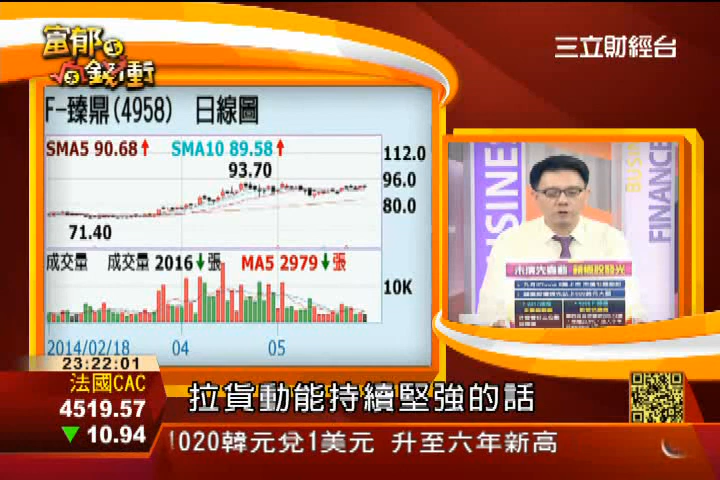 富郁向錢衝
三立財經台
F-臻鼎(4958) 日線圖
SMA5 90.68↑ SMA10 89.58↑
93.70
112.0
96.0
80.0
71.40
成交量 成交量 2016↓張 MA5 2979↓張
10K
2014/02/18 04 05
BUSINE
BUSIN
FINANCE
23:22:01
法國CAC
4519.57
▼ 10.94
拉貨動能持續堅強的話
1020韓元兌1美元 升至六年新高